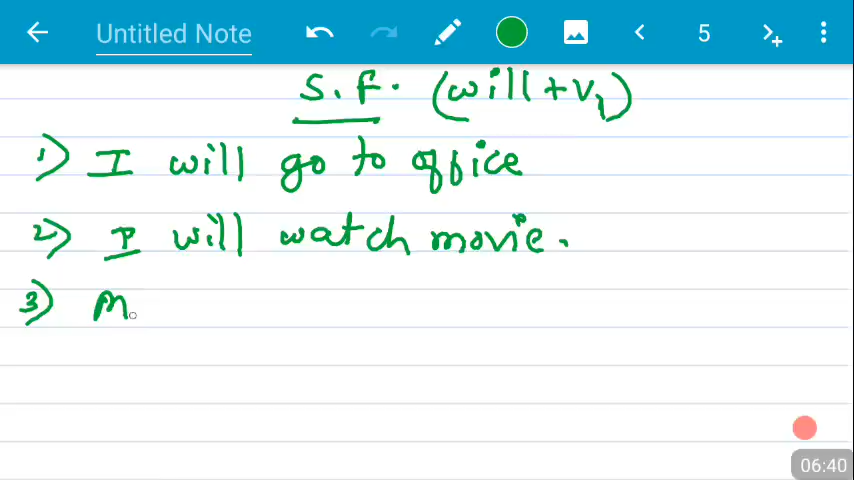 Untitled Note 5
S.F. (will+V1)
1) I will go to office
2) I will watch movie.
3) M
06:40